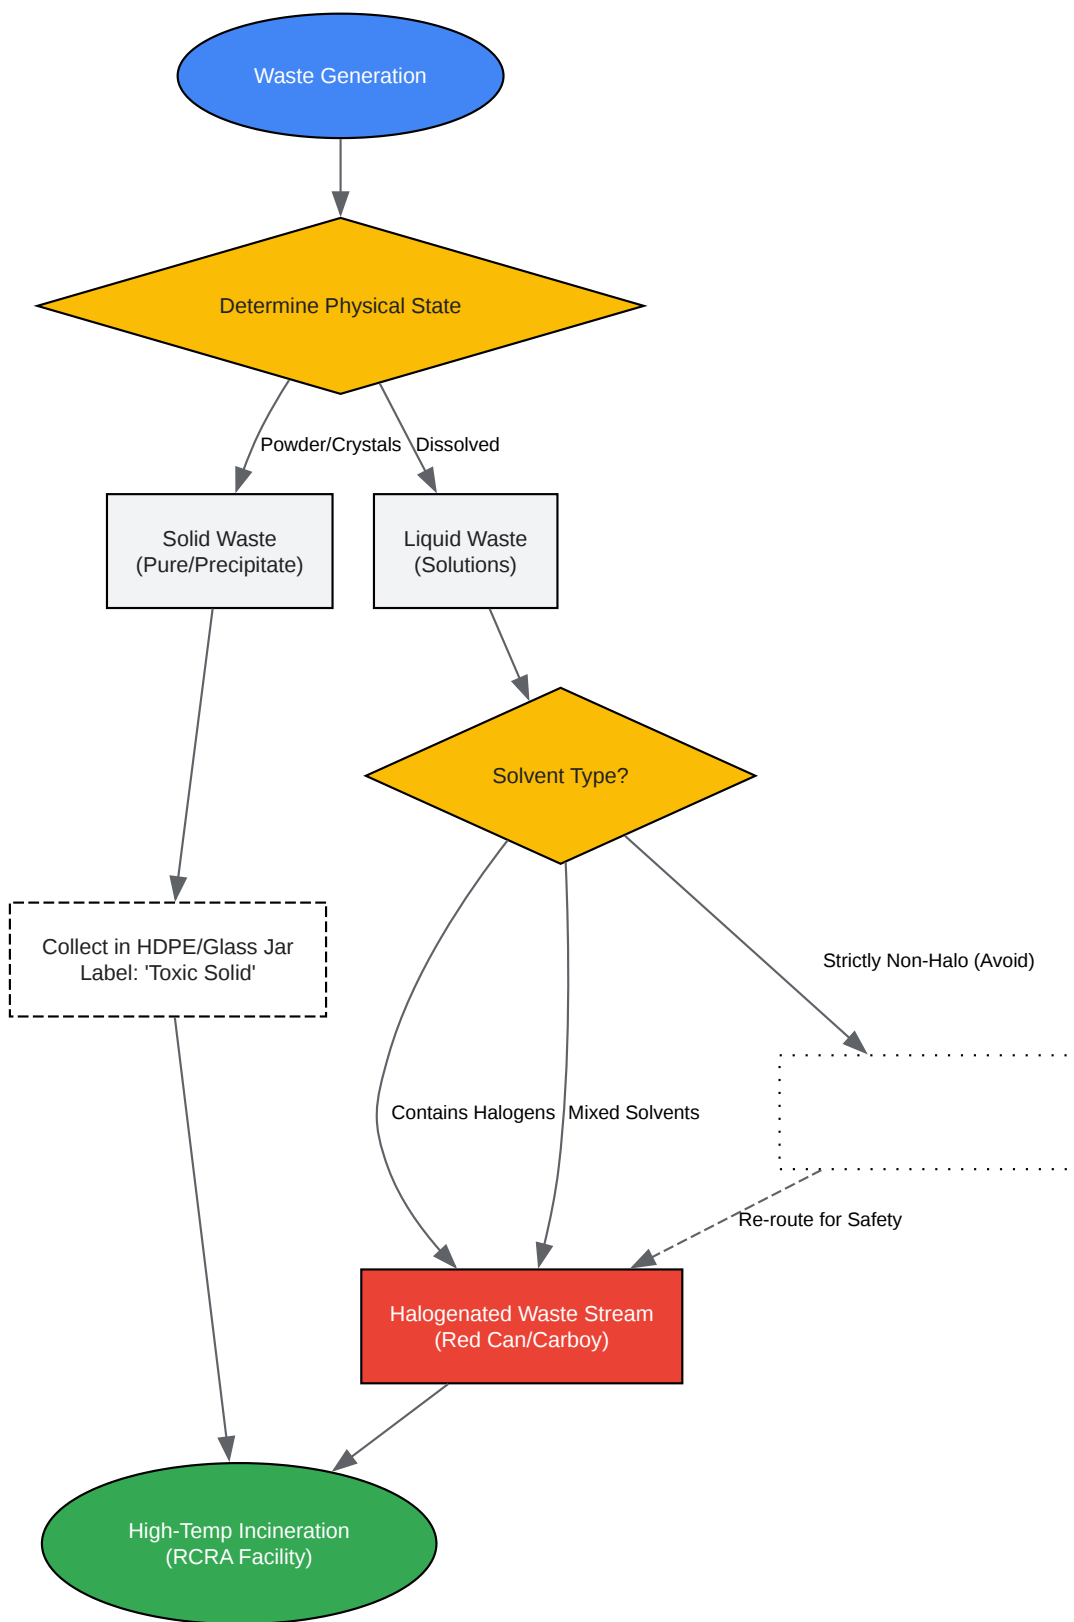 Waste Generation
Determine Physical State
Powder/Crystals
Dissolved
Solid Waste
(Pure/Precipitate)
Liquid Waste
(Solutions)
Solvent Type?
Collect in HDPE/Glass Jar
Label: 'Toxic Solid'
Strictly Non-Halo (Avoid)
Contains Halogens
Mixed Solvents
Re-route for Safety
Halogenated Waste Stream
(Red Can/Carboy)
High-Temp Incineration
(RCRA Facility)